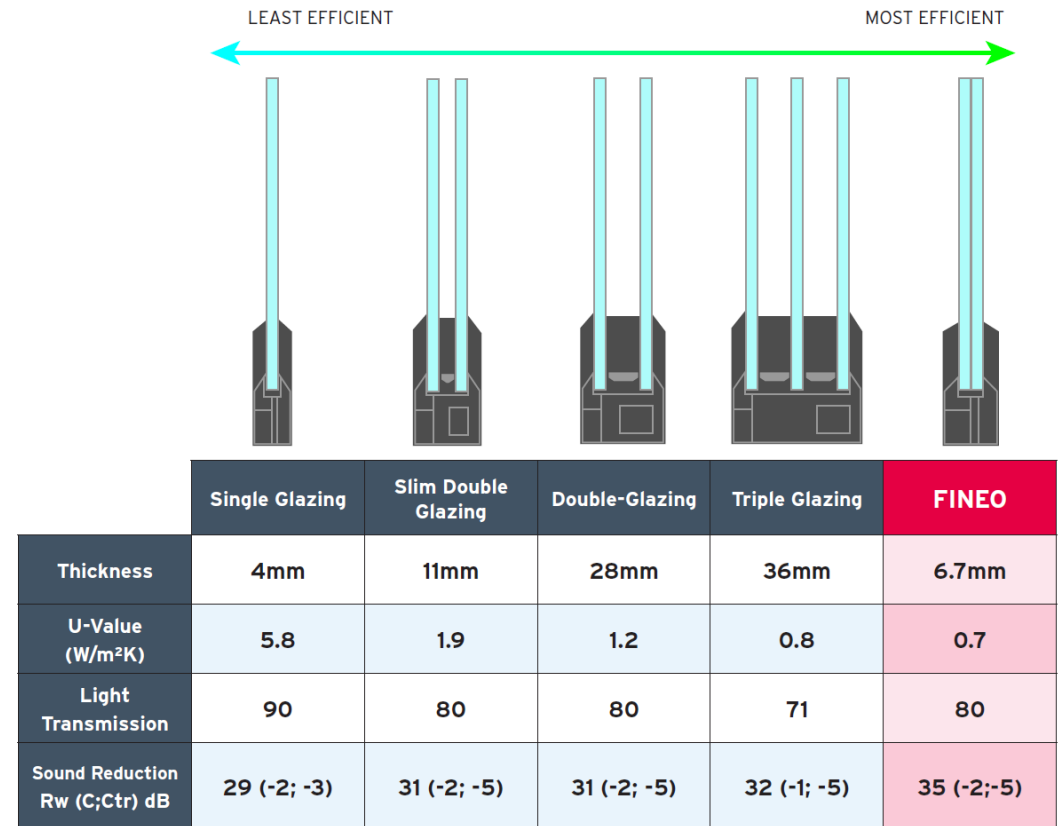 LEAST EFFICIENT
MOST EFFICIENT
Single Glazing
Slim Double
Glazing
Double-Glazing
Triple Glazing
FINEO
Thickness
4mm
11mm
28mm
36mm
6.7mm
U-Value
(W/m²K)
5.8
1.9
1.2
0.8
0.7
Light
Transmission
90
80
80
71
80
Sound Reduction
Rw (C;Ctr) dB
29 (-2; -3)
31 (-2; -5)
31 (-2; -5)
32 (-1; -5)
35 (-2;-5)